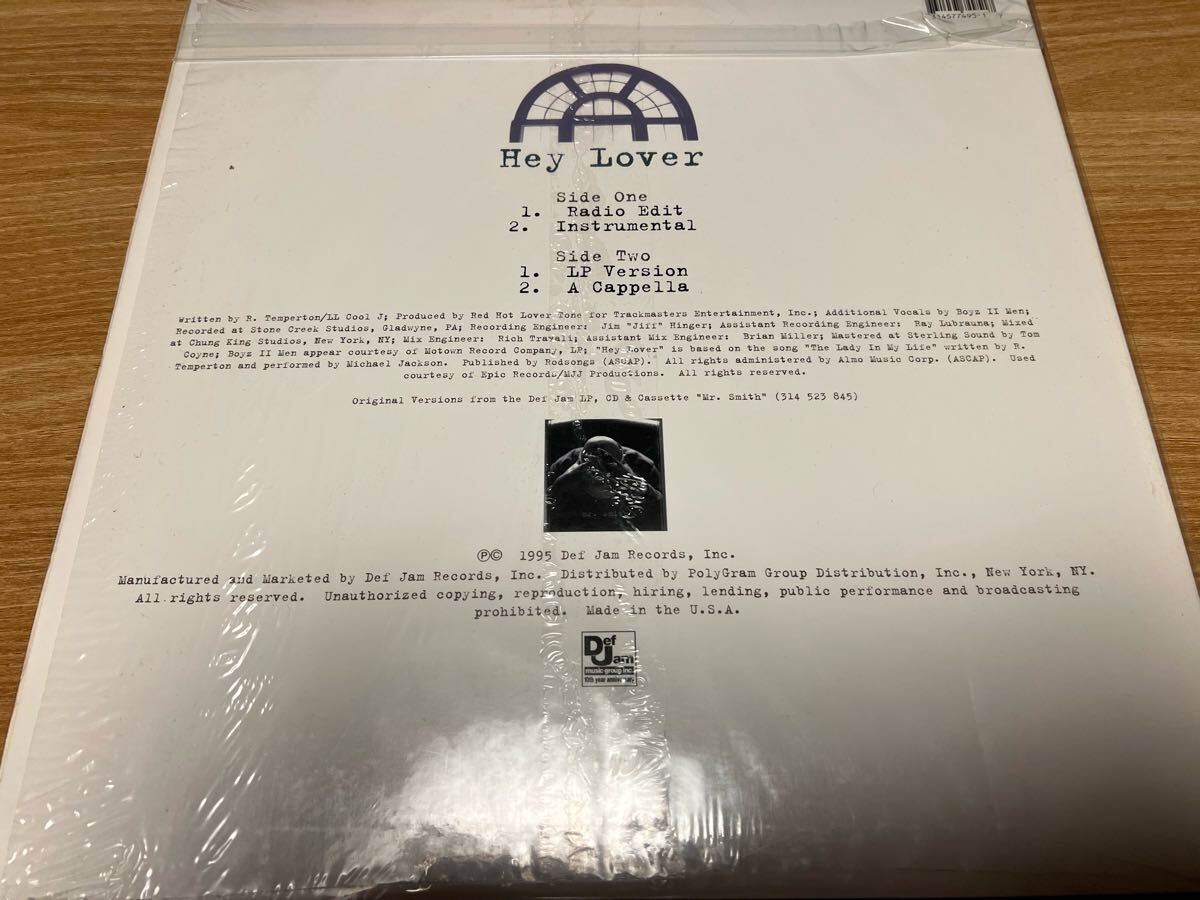 314577495-1 7
Hey Lover
Side One
1. Radio Edit
2. Instrumental
Side Two
1. LP Version
2. A Cappella
Written by R. Temperton/LL Cool J; Produced by Red Hot Lover Tone for Trackmasters Entertainment, Inc.; Additional Vocals by Boyz II Men;
Recorded at Stone Creek Studios, Gladwyne, PA; Recording Engineer: Jim "Jiff" Hinger; Assistant Recording Engineer: Ray Lubrauna; Mixed
at Chung King Studios, New York, NY; Mix Engineer: Rich Travali; Assistant Mix Engineer: Brian Miller; Mastered at Sterling Sound by Tom
Coyne; Boyz II Men appear courtesy of Motown Record Company, LP; "Hey Lover" is based on the song "The Lady In My Life" written by R.
Temperton and performed by Michael Jackson. Published by Rodsongs (ASCAP). All rights administered by Almo Music Corp. (ASCAP). Used
courtesy of Epic Records/MJJ Productions. All rights reserved.
Original Versions from the Def Jam LP, CD & Cassette "Mr. Smith" (314 523 845)
℗© 1995 Def Jam Records, Inc.
Manufactured and Marketed by Def Jam Records, Inc. Distributed by PolyGram Group Distribution, Inc., New York, NY.
All rights reserved. Unauthorized copying, reproduction, hiring, lending, public performance and broadcasting
prohibited. Made in the U.S.A.
Def
Jam
music group inc.
10th year anniversary